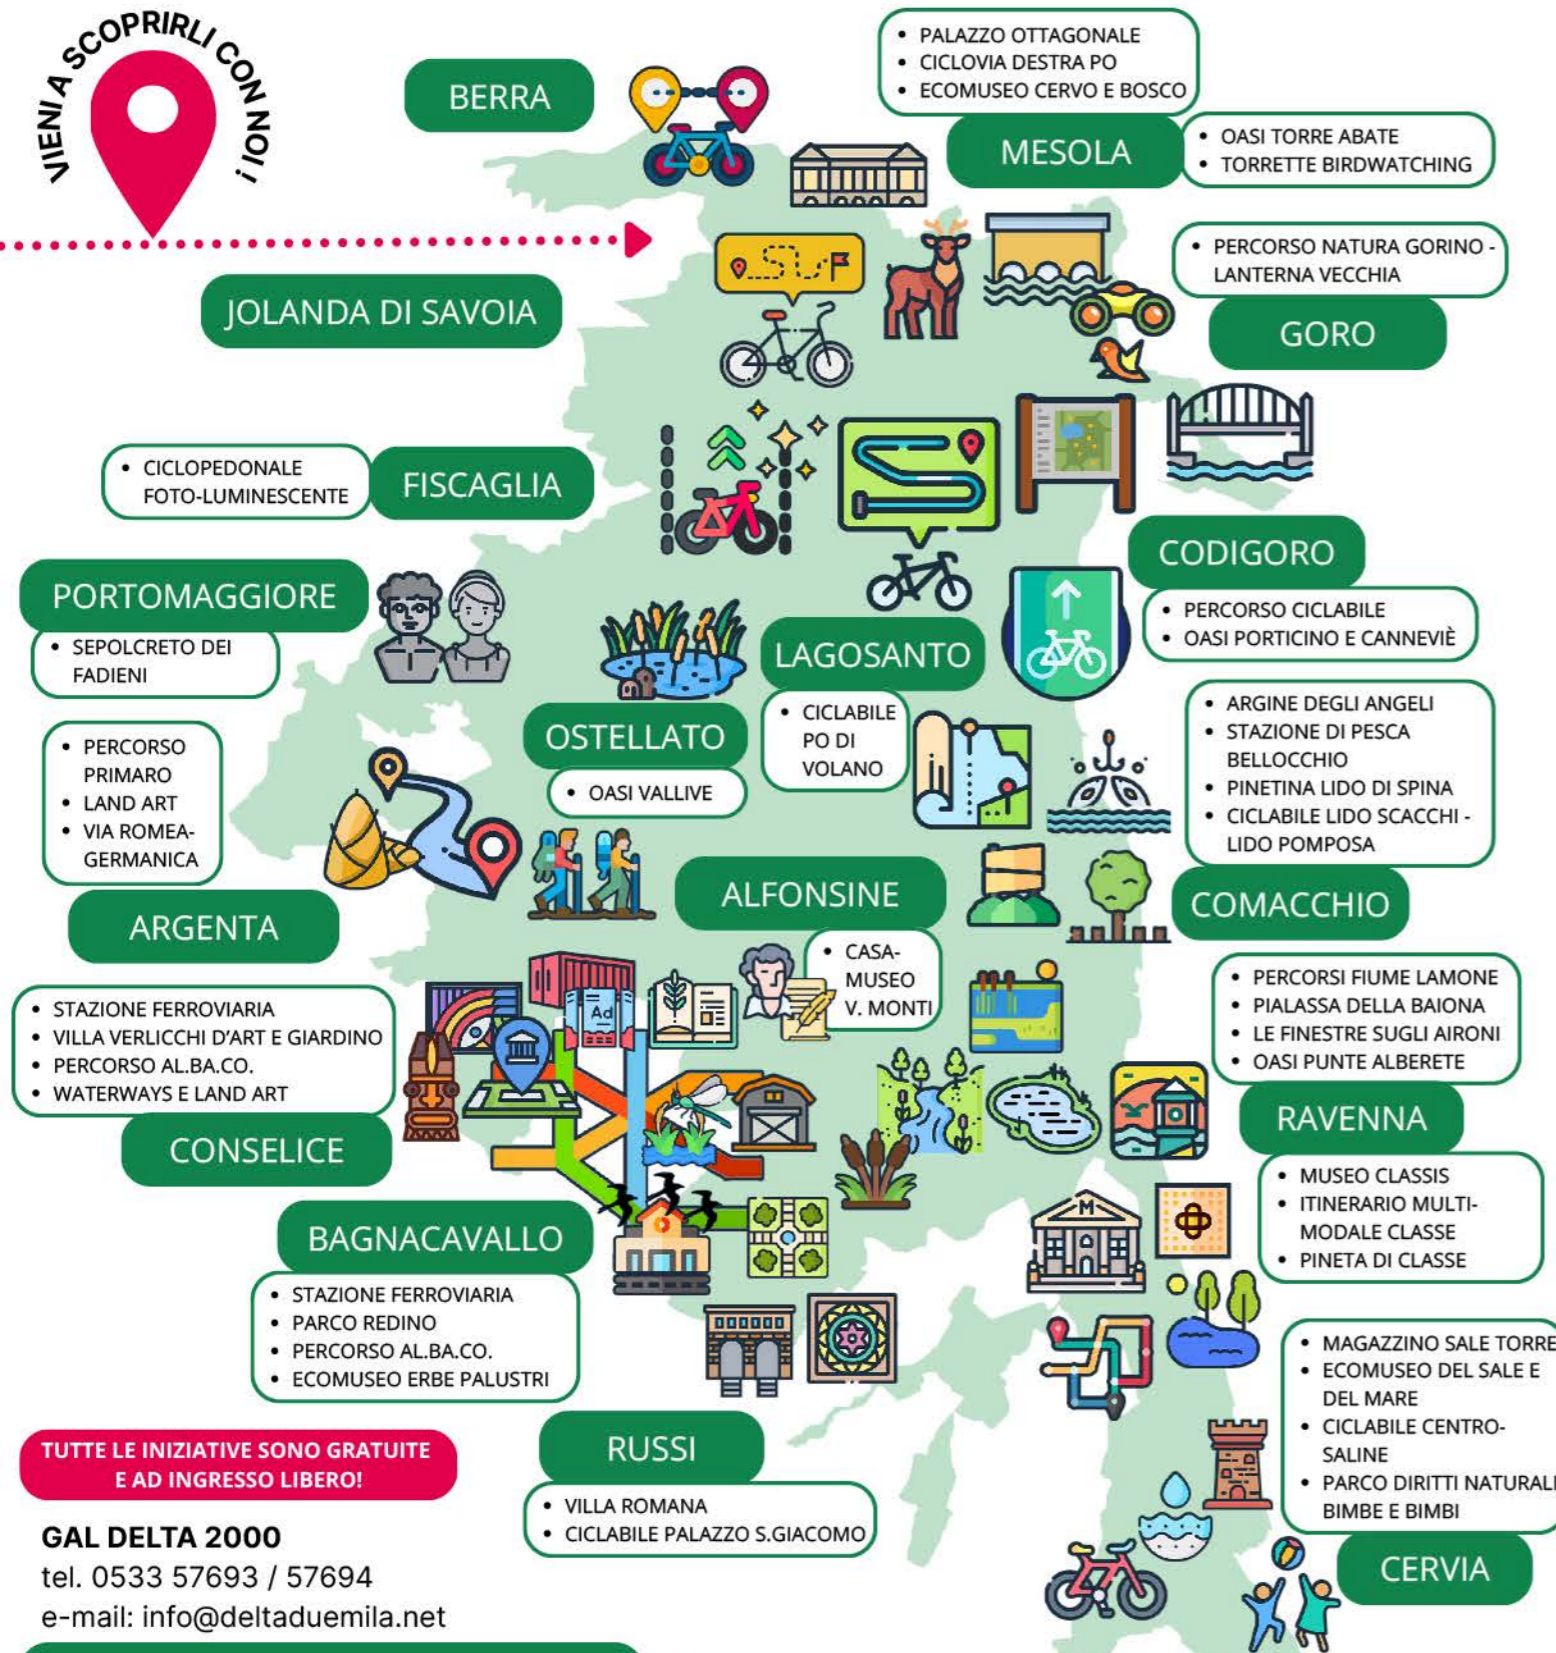 VIENI A SCOPRIRLI CON NOI!
BERRA
• PALAZZO OTTAGONALE
• CICLOVIA DESTRA PO
• ECOMUSEO CERVO E BOSCO
MESOLA
• OASI TORRE ABATE
• TORRETTE BIRDWATCHING
JOLANDA DI SAVOIA
• PERCORSO NATURA GORINO -
LANTERNA VECCHIA
GORO
• CICLOPEDONALE
FOTO-LUMINESCENTE
FISCAGLIA
CODIGORO
• PERCORSO CICLABILE
• OASI PORTICINO E CANNEVIÈ
PORTOMAGGIORE
• SEPOLCRETO DEI
FADIENI
LAGOSANTO
• CICLABILE
PO DI
VOLANO
OSTELLATO
• OASI VALLIVE
• ARGINE DEGLI ANGELI
• STAZIONE DI PESCA
BELLOCCHIO
• PINETINA LIDO DI SPINA
• CICLABILE LIDO SCACCHI -
LIDO POMPOSA
COMACCHIO
• PERCORSO
PRIMARO
• LAND ART
• VIA ROMEA-
GERMANICA
ARGENTA
ALFONSINE
• CASA-
MUSEO
V. MONTI
• STAZIONE FERROVIARIA
• VILLA VERLICCHI D'ART E GIARDINO
• PERCORSO AL.BA.CO.
• WATERWAYS E LAND ART
CONSELICE
Ad
• PERCORSI FIUME LAMONE
• PIALASSA DELLA BAIONA
• LE FINESTRE SUGLI AIRONI
• OASI PUNTE ALBERETE
RAVENNA
• MUSEO CLASSIS
• ITINERARIO MULTI-
MODALE CLASSE
• PINETA DI CLASSE
M
BAGNACAVALLO
• STAZIONE FERROVIARIA
• PARCO REDINO
• PERCORSO AL.BA.CO.
• ECOMUSEO ERBE PALUSTRI
• MAGAZZINO SALE TORRE
• ECOMUSEO DEL SALE E
DEL MARE
• CICLABILE CENTRO-
SALINE
• PARCO DIRITTI NATURALI
BIMBE E BIMBI
CERVIA
RUSSI
• VILLA ROMANA
• CICLABILE PALAZZO S.GIACOMO
TUTTE LE INIZIATIVE SONO GRATUITE
E AD INGRESSO LIBERO!
GAL DELTA 2000
tel. 0533 57693 / 57694
e-mail: info@deltaduemila.net